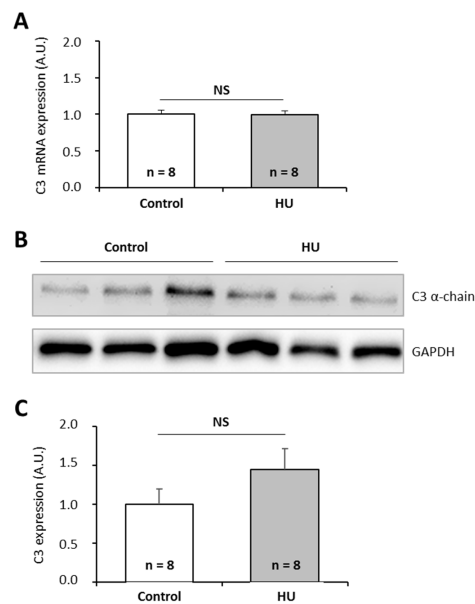 A
C3 mRNA expression (A.U.)
2.0
1.5
1.0
0.5
0.0
NS
n = 8
n = 8
Control
HU
B
Control
HU
C3 α-chain
GAPDH
C
C3 expression (A.U.)
2.0
1.5
1.0
0.5
0.0
NS
n = 8
n = 8
Control
HU